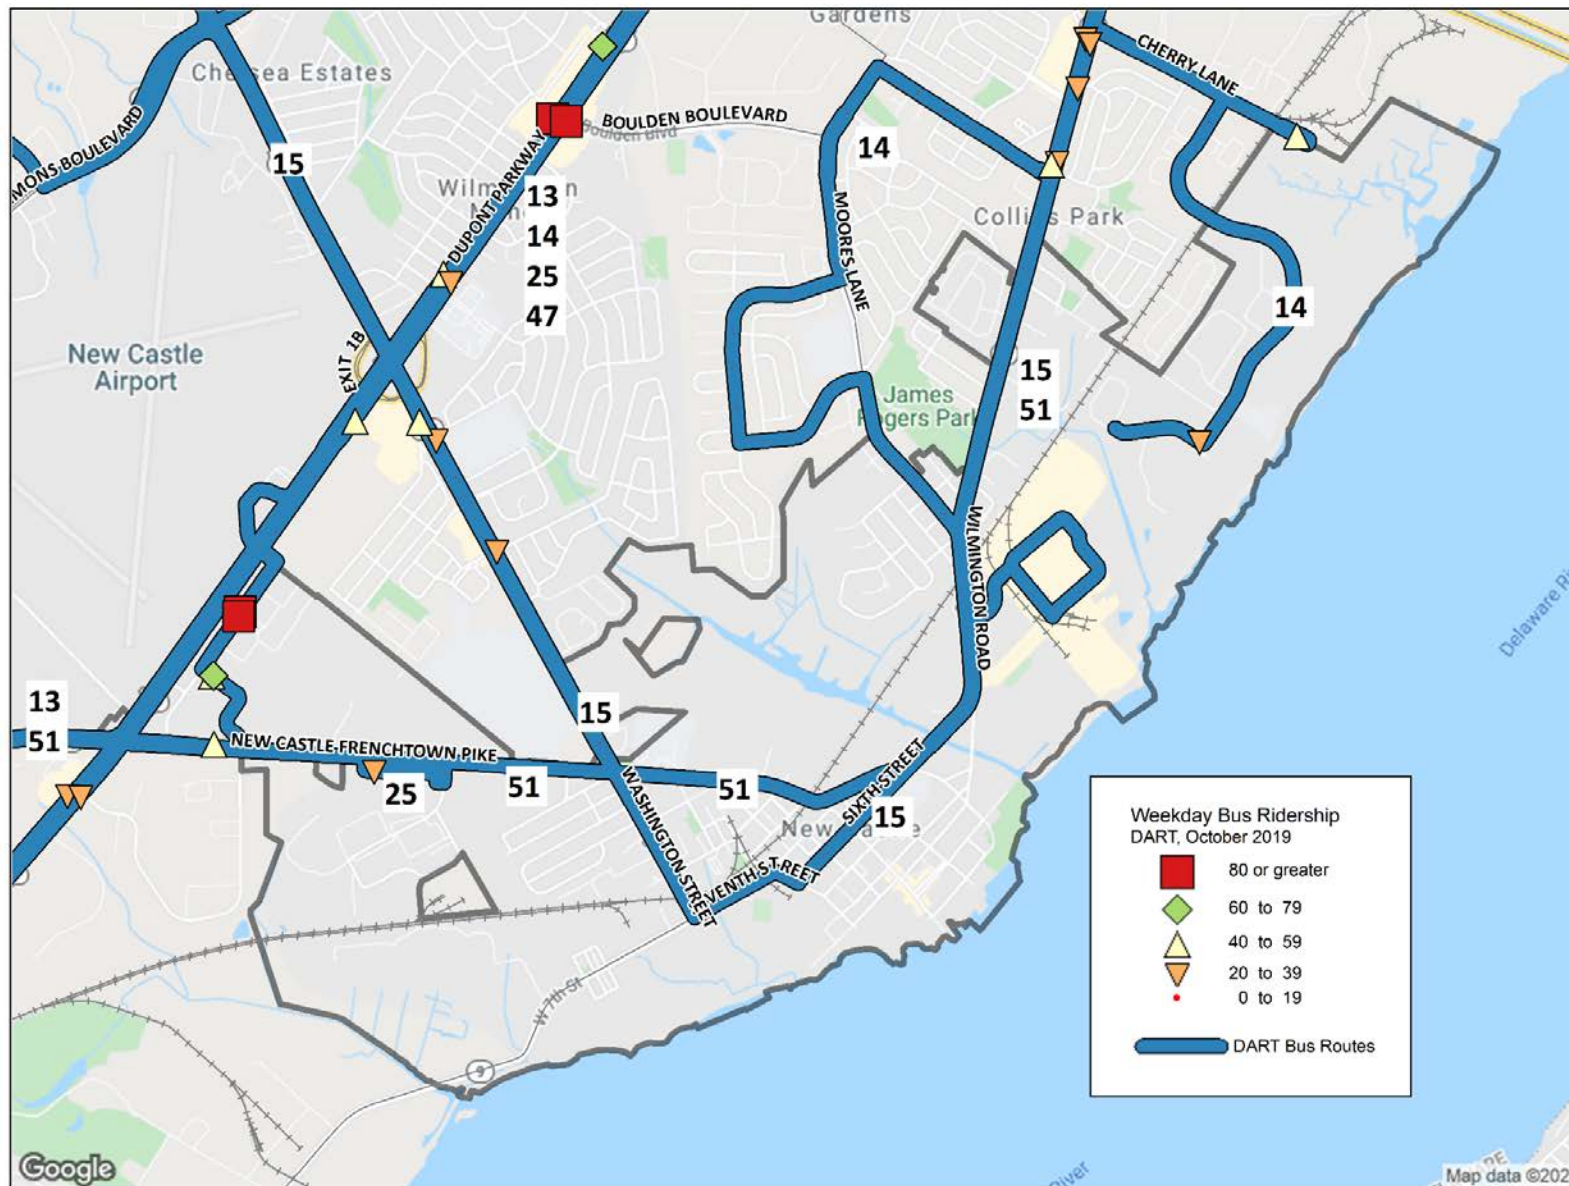 Gardens
CHERRY LANE
Chelsea Estates
BOULDEN BOULEVARD
Boulden Blvd
MONS BOULEVARD
15
14
DUPONT PARKWAY
13
14
25
47
MOORES LANE
Collins Park
14
EXIT 1B
New Castle
Airport
15
51
James
Rogers Park
WILMINGTON ROAD
Delaware Ri
13
51
15
NEW CASTLE FRENCHTOWN PIKE
25
51
51
WASHINGTON STREET
SIXTH STREET
15
VENTH STREET
W 7th St
9
Weekday Bus Ridership
DART, October 2019
80 or greater
60 to 79
40 to 59
20 to 39
0 to 19
DART Bus Routes
River
Google
Map data ©202